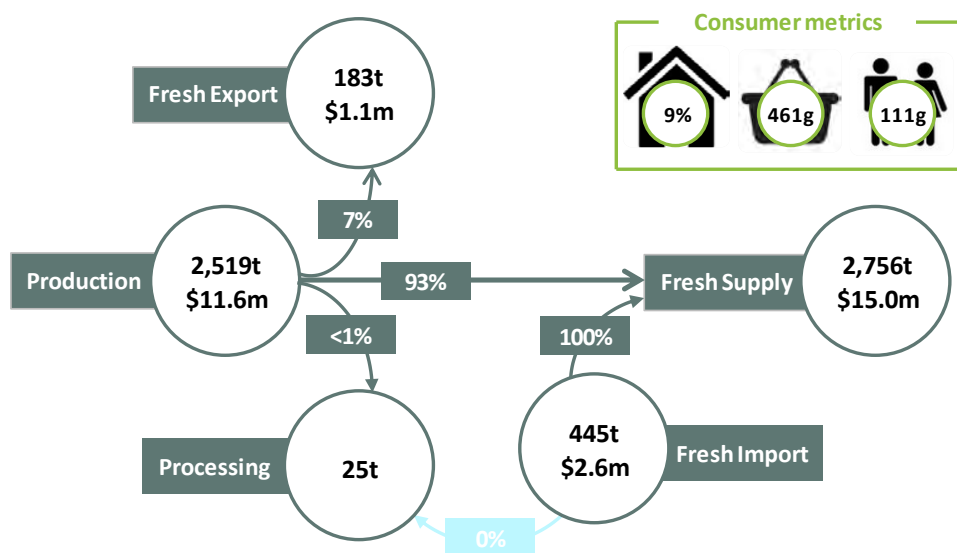 Consumer metrics
9%
461g
111g
Fresh Export
183t
$1.1m
7%
Production
2,519t
$11.6m
93%
Fresh Supply
2,756t
$15.0m
<1%
100%
Processing
25t
445t
$2.6m
Fresh Import
0%